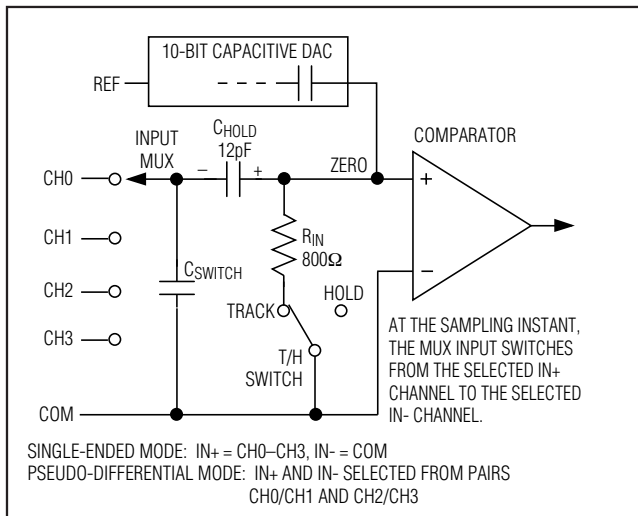 10-BIT CAPACITIVE DAC
REF
COMPARATOR
INPUT
MUX
CHOLD
12pF
–
+
ZERO
+
CH0
RIN
800Ω
CH1
CSWITCH
–
CH2
TRACK
HOLD
CH3
T/H
SWITCH
AT THE SAMPLING INSTANT,
THE MUX INPUT SWITCHES
FROM THE SELECTED IN+
CHANNEL TO THE SELECTED
IN- CHANNEL.
COM
SINGLE-ENDED MODE: IN+ = CH0–CH3, IN- = COM
PSEUDO-DIFFERENTIAL MODE: IN+ AND IN- SELECTED FROM PAIRS
CH0/CH1 AND CH2/CH3